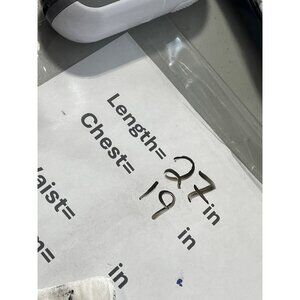 Length= 27 in
Chest= 19 in
aist=
in
=